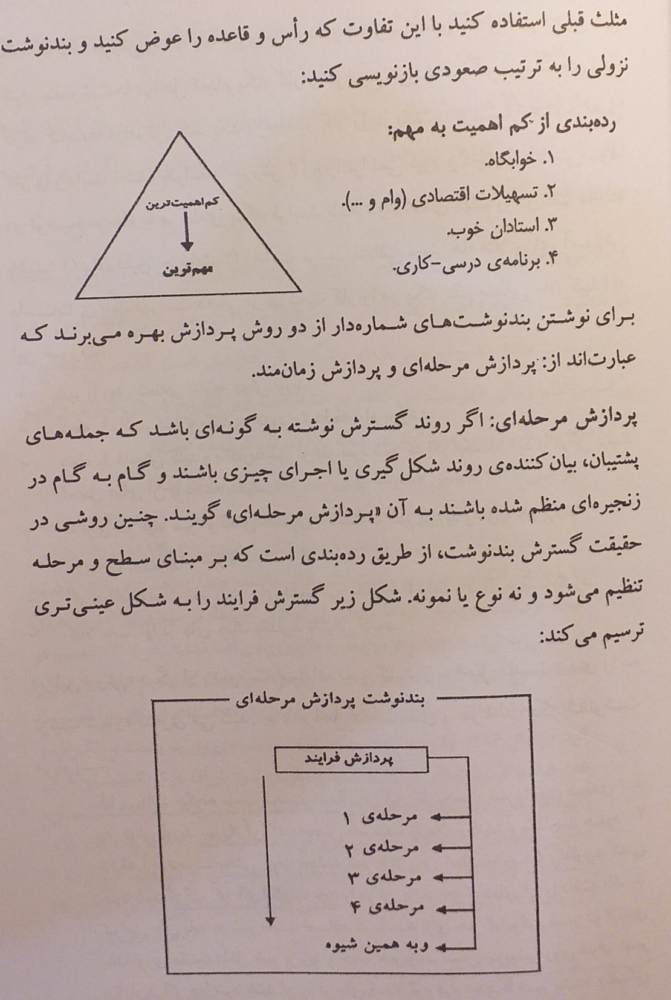 مثلث قبلی استفاده کنید با این تفاوت که رأس و قاعده را عوض کنید و بندنوشت
نزولی را به ترتیب صعودی بازنویسی کنید:
رده‌بندی از کم اهمیت به مهم:
۱. خوابگاه.
۲. تسهیلات اقتصادی (وام و ...).
۳. استادان خوب.
۴. برنامه‌ی درسی-کاری.
کم‌اهمیت‌ترین
مهم‌ترین
برای نوشتن بندنوشت‌های شماره‌دار از دو روش پردازش بهره می‌برند که
عبارت‌اند از: پردازش مرحله‌ای و پردازش زمان‌مند.
پردازش مرحله‌ای: اگر روند گسترش نوشته به گونه‌ای باشد که جمله‌های
پشتیبان، بیان‌کننده‌ی روند شکل‌گیری یا اجرای چیزی باشند و گام به گام در
زنجیره‌ای منظم شده باشند به آن «پردازش مرحله‌ای» گویند. چنین روشی در
حقیقت گسترش بندنوشت، از طریق رده‌بندی است که بر مبنای سطح و مرحله
تنظیم می‌شود و نه نوع یا نمونه. شکل زیر گسترش فرایند را به شکل عینی‌تری
ترسیم می‌کند:
بندنوشت پردازش مرحله‌ای
پردازش فرایند
مرحله‌ی ۱
مرحله‌ی ۲
مرحله‌ی ۳
مرحله‌ی ۴
وبه همین شیوه